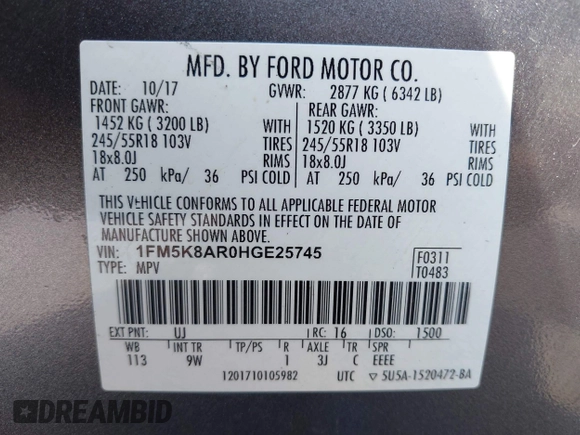 MFD. BY FORD MOTOR CO.
DATE: 10/17 GVWR: 2877 KG ( 6342 LB)
FRONT GAWR: REAR GAWR:
1452 KG ( 3200 LB) WITH 1520 KG ( 3350 LB) WITH
245/55R18 103V TIRES 245/55R18 103V TIRES
18x8.0J RIMS 18x8.0J RIMS
AT 250 kPa/ 36 PSI COLD AT 250 kPa/ 36 PSI COLD
THIS VEHICLE CONFORMS TO ALL APPLICABLE FEDERAL MOTOR
VEHICLE SAFETY STANDARDS IN EFFECT ON THE DATE OF
MANUFACTURE SHOWN ABOVE.
VIN: 1FM5K8AR0HGE25745 F0311
TYPE: MPV T0483
EXT PNT: UJ RC: 16 DSO: 1500
WB INT TR TP/PS R AXLE TR SPR
113 9W 1 3J C EEEE
1201710105982 UTC ▽ 5U5A-1520472-BA
DREAMBID